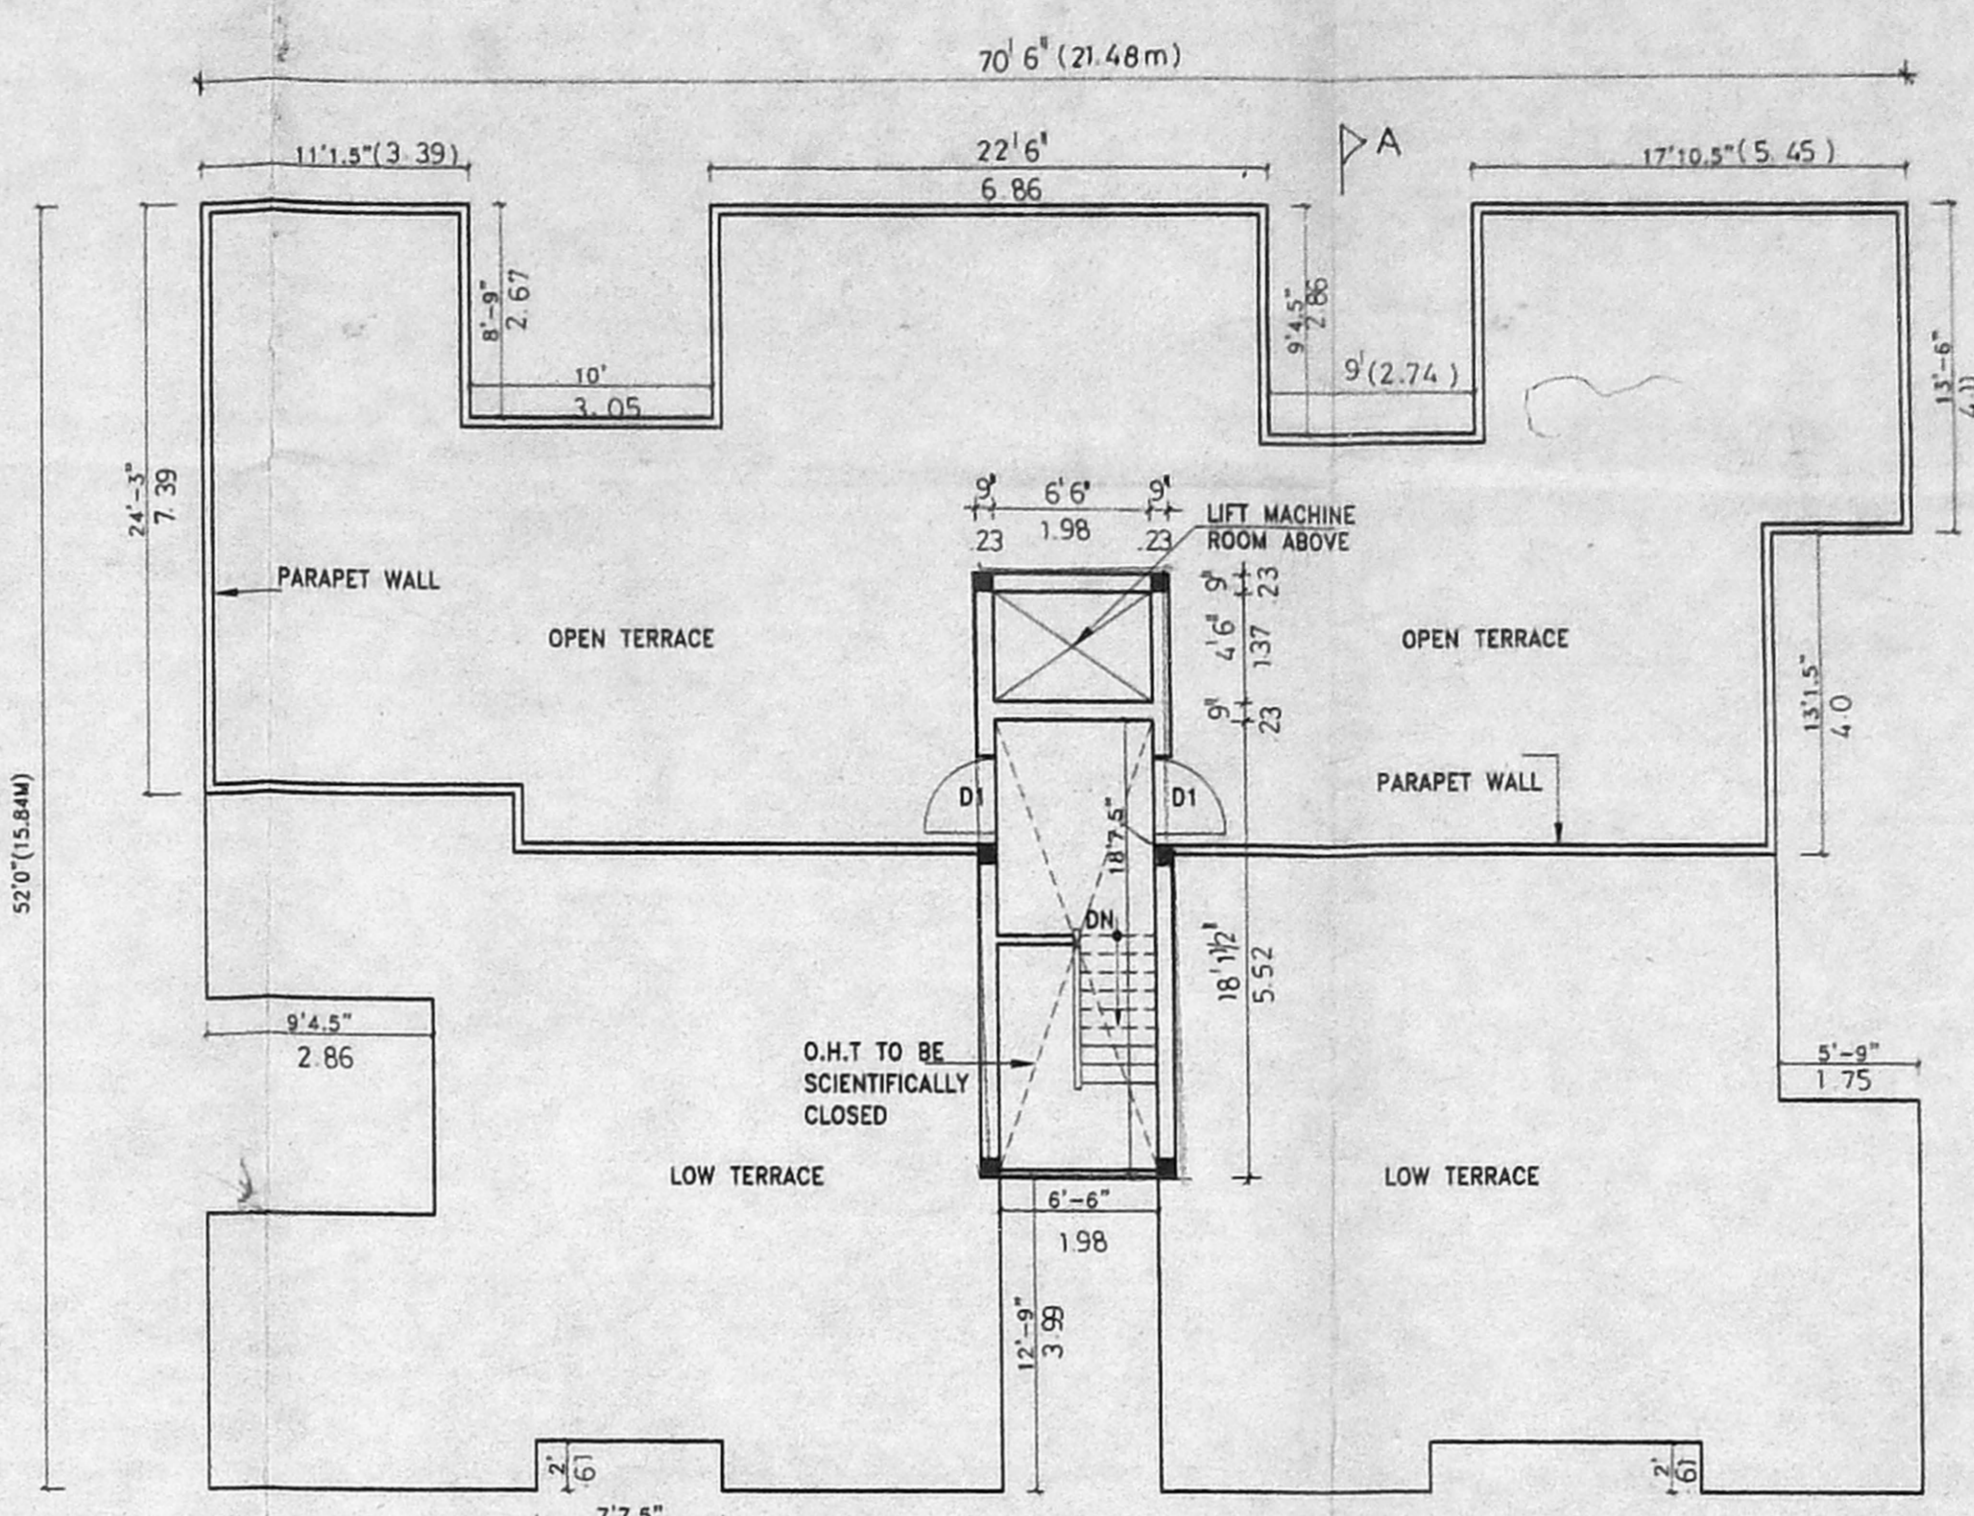 70' 6" (21.48m)
11'1.5"(3.39)
22'6"
6.86
A
17'10.5"(5.45)
8'-9"
2.67
10'
3.05
9'4.5"
2.86
9'(2.74)
13'-6"
24'-3"
7.39
9"
6'6"
9"
.23
1.98
.23
LIFT MACHINE
ROOM ABOVE
PARAPET WALL
OPEN TERRACE
OPEN TERRACE
9"
23
4'6"
1.37
9"
23
13'1.5"
4.0
PARAPET WALL
D1
D1
18'7.5"
52'0"(15.84M)
DN
18'1½"
5.52
9'4.5"
2.86
O.H.T TO BE
SCIENTIFICALLY
CLOSED
5'-9"
1.75
LOW TERRACE
LOW TERRACE
6'-6"
1.98
12'-9"
3.99
2'
.61
2'
.61
7'7.5"